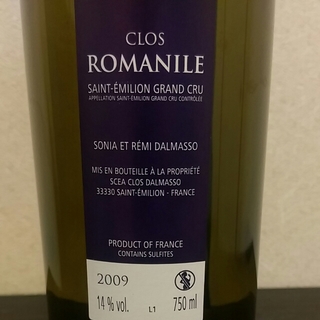 CLOS
ROMANILE
SAINT-ÉMILION GRAND CRU
APPELLATION SAINT-EMILION GRAND CRU CONTRÔLÉE
SONIA ET RÉMI DALMASSO
MIS EN BOUTEILLE À LA PROPRIÉTÉ
SCEA CLOS DALMASSO
33330 SAINT-ÉMILION - FRANCE
PRODUCT OF FRANCE
CONTAINS SULFITES
2009
14 % vol. L1 750 ml